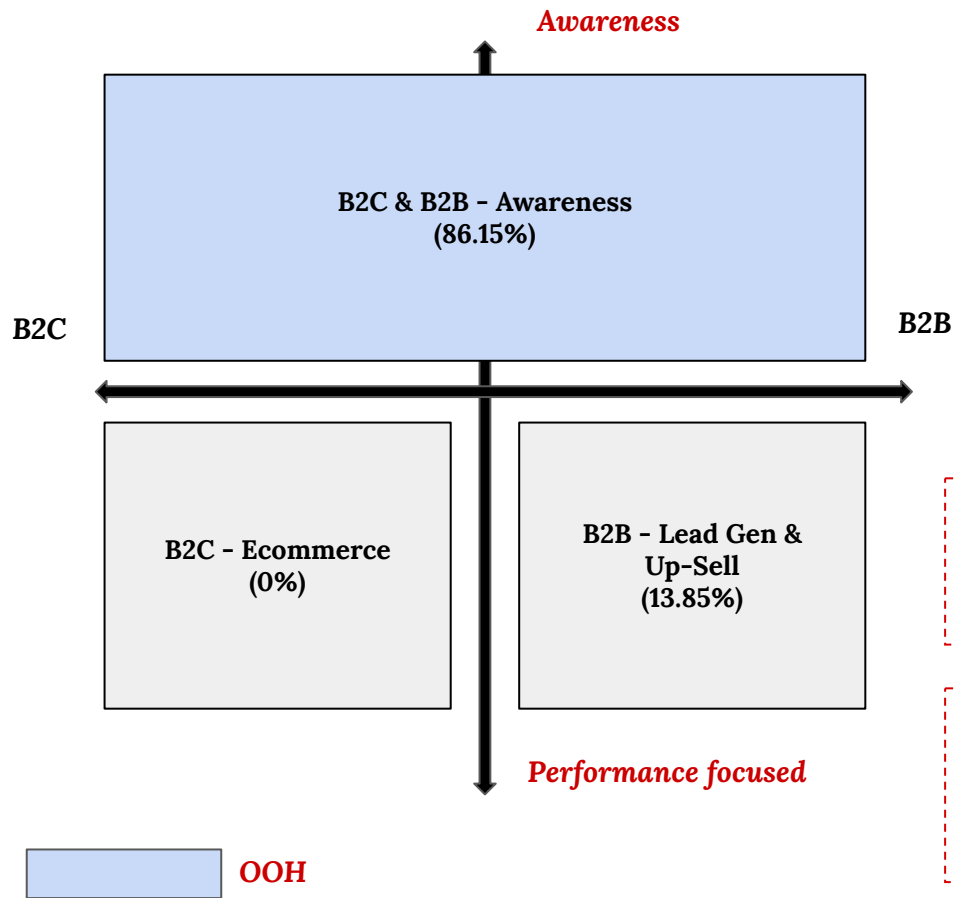 Awareness
B2C & B2B - Awareness
(86.15%)
B2C
B2B
B2C - Ecommerce
(0%)
B2B - Lead Gen &
Up-Sell
(13.85%)
Performance focused
OOH